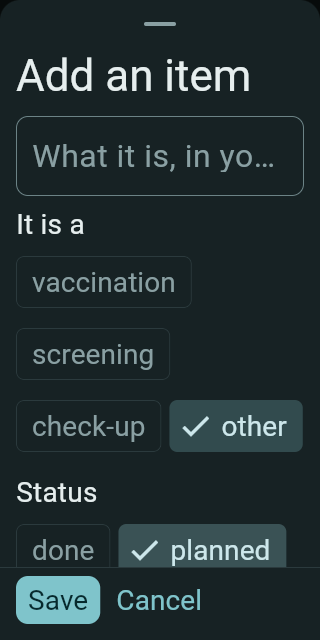 Add an item
What it is, in yo…
It is a
vaccination
screening
check-up other
Status
done planned
Save Cancel